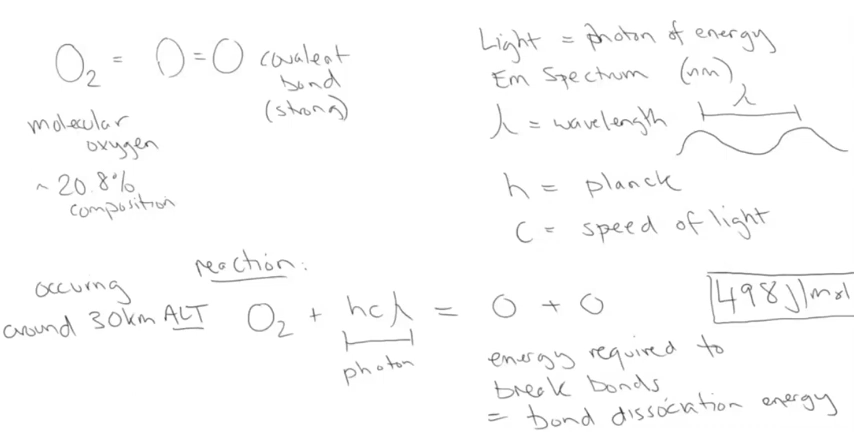 O₂ = O=O covalent
bond
(strong)
molecular
oxygen
~ 20.8%
composition
Light = photon of energy
Em Spectrum (nm)
λ
λ = wavelength
h = planck
c = speed of light
reaction:
occuring
around 30km ALT
O₂ + hcλ = O + O
photon
498J/mol
energy required to
break bonds
= bond dissociation energy